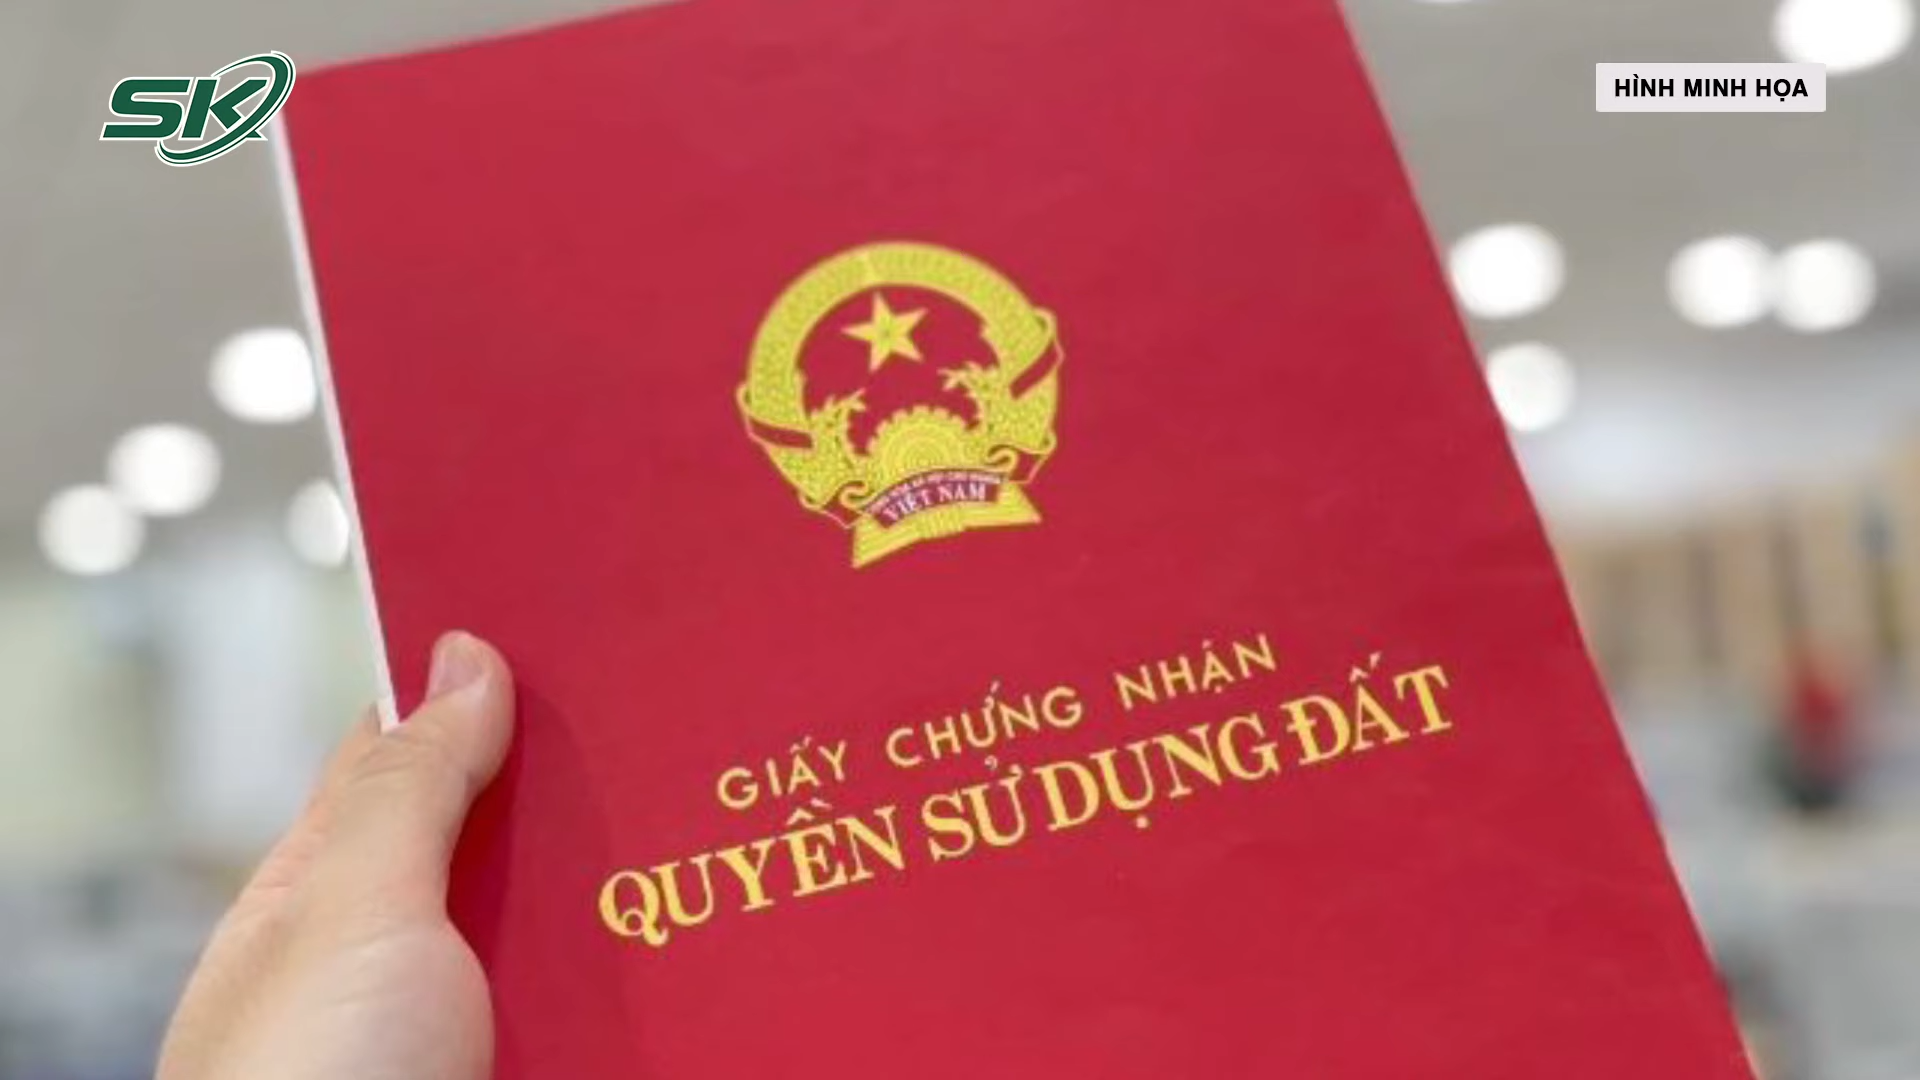 SK
HÌNH MINH HỌA
VIỆT NAM
GIẤY CHỨNG NHẬN
QUYỀN SỬ DỤNG ĐẤT